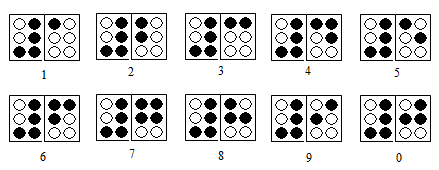 ⠼⠁ ⠼⠃ ⠼⠉ ⠼⠙ ⠼⠑
1 2 3 4 5
⠼⠋ ⠼⠛ ⠼⠓ ⠼⠊ ⠼⠚
6 7 8 9 0